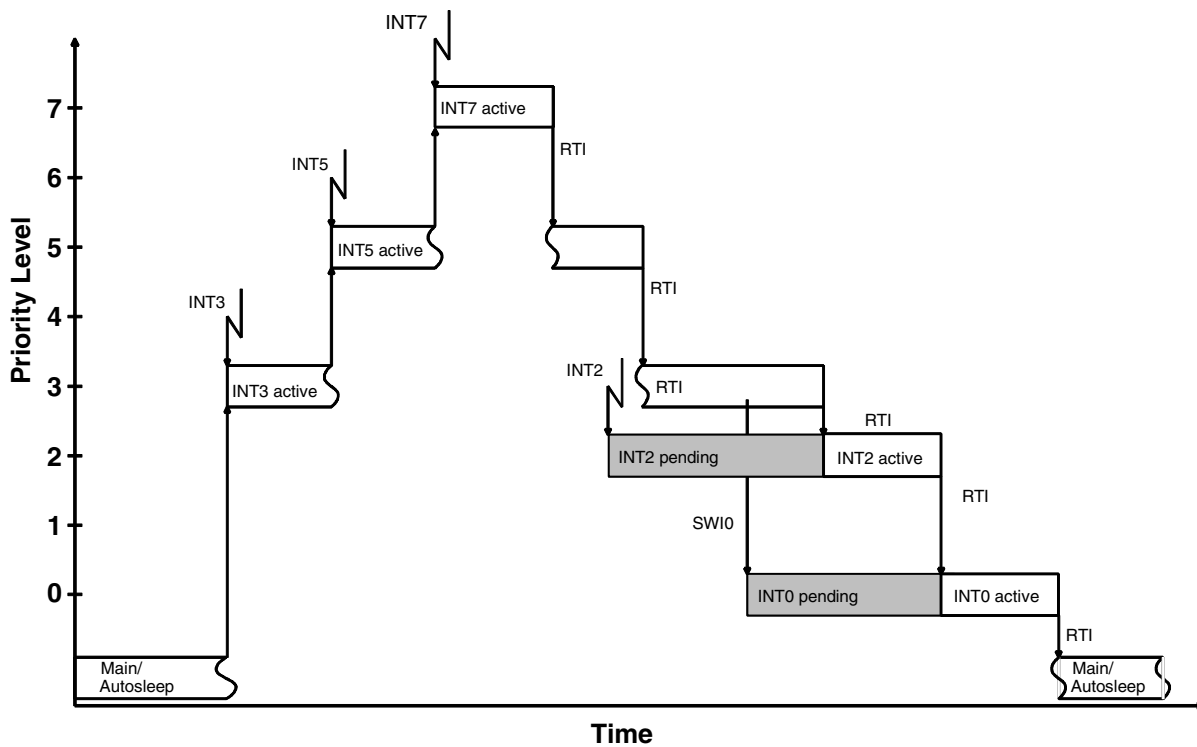 INT7
7
INT7 active
INT5
RTI
6
5
INT5 active
INT3
RTI
4
INT2
3
INT3 active
RTI
RTI
2
INT2 pending
INT2 active
RTI
1
SWI0
0
INT0 pending
INT0 active
RTI
Main/
Autosleep
Main/
Autosleep
Priority Level
Time